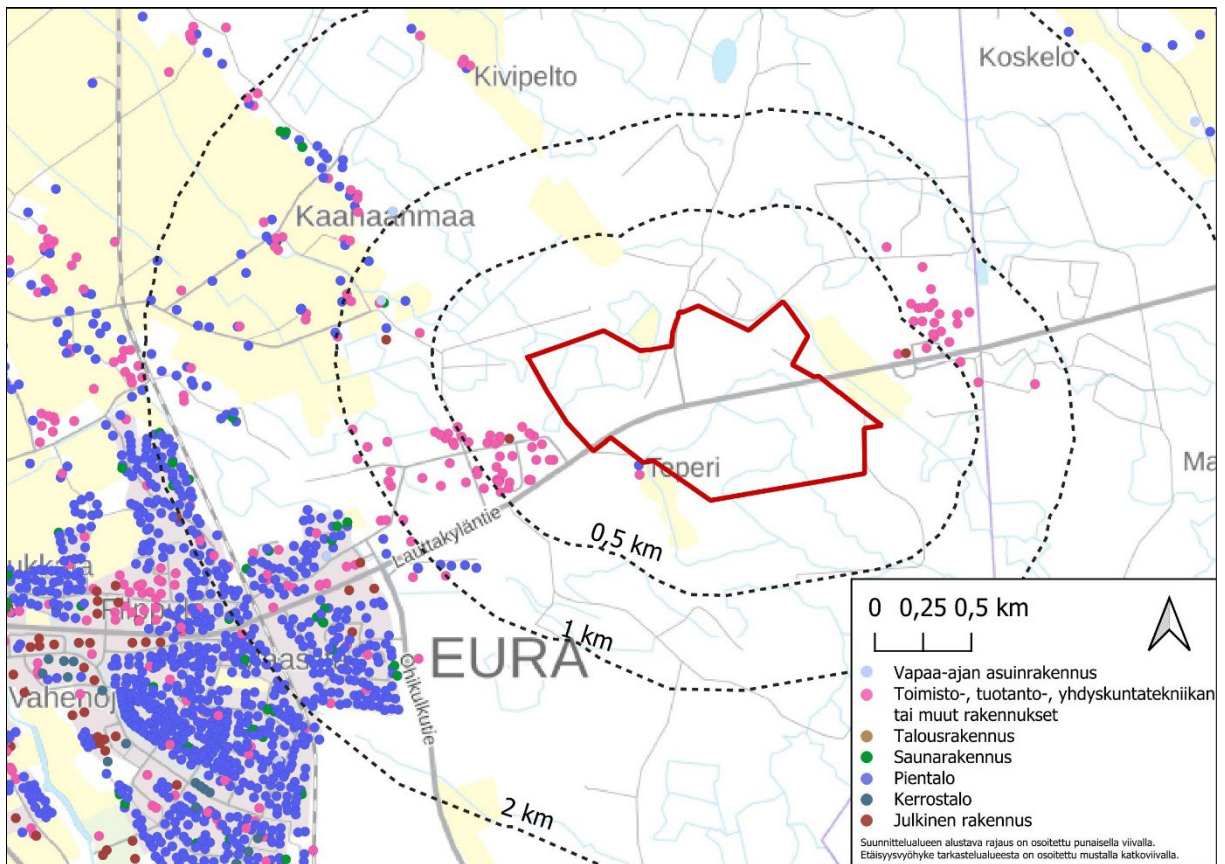 Koskelo
Kivipelto
Kaanaanmaa
Teperi
Ma
Lauttakyläntie
0,5 km
1 km
EURA
Ohikulkutie
2 km
0 0,25 0,5 km
Vapaa-ajan asuinrakennus
Toimisto-, tuotanto-, yhdyskuntatekniikan
tai muut rakennukset
Talousrakennus
Saunarakennus
Pientalo
Kerrostalo
Julkinen rakennus
Suunnittelualueen alustava rajaus on osoitettu punaisella viivalla.
Etäisyysvyöhyke tarkastelualueesta on osoitettu mustalla katkoviivalla.